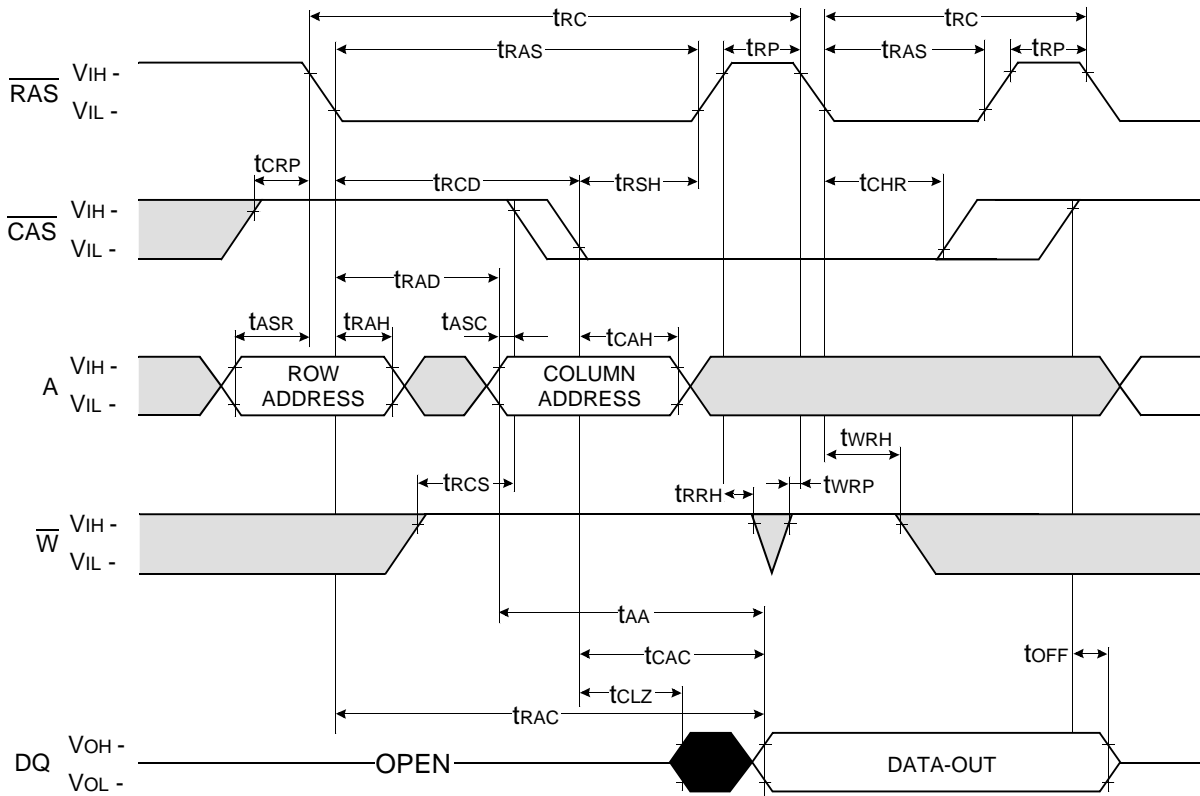 tRC tRC
tRAS tRP tRAS tRP
RAS VIH -
VIL -
tCRP tRCD tRSH tCHR
CAS VIH -
VIL -
tRAD
tASR tRAH tASC tCAH
A VIH -
VIL -
ROW ADDRESS
COLUMN ADDRESS
tWRH
tRCS tRRH tWRP
W VIH -
VIL -
tAA
tCAC tOFF
tCLZ
tRAC
DQ VOH -
VOL -
OPEN DATA-OUT